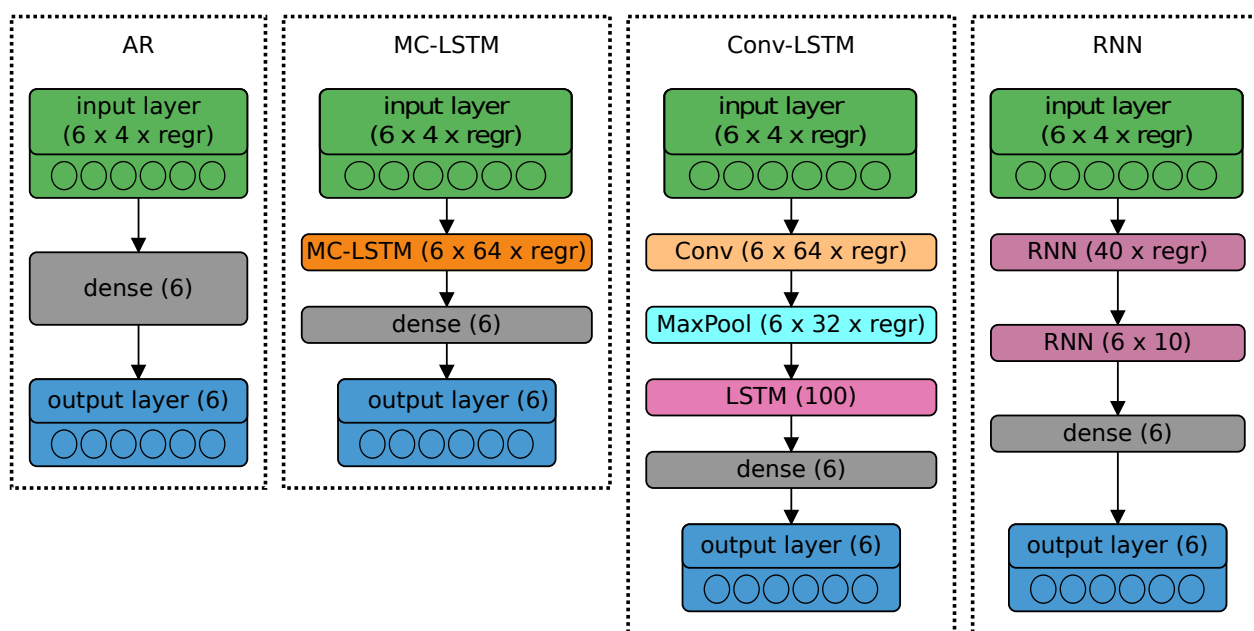 AR
input layer
(6 x 4 x regr)
dense (6)
output layer (6)
MC-LSTM
input layer
(6 x 4 x regr)
MC-LSTM (6 x 64 x regr)
dense (6)
output layer (6)
Conv-LSTM
input layer
(6 x 4 x regr)
Conv (6 x 64 x regr)
MaxPool (6 x 32 x regr)
LSTM (100)
dense (6)
output layer (6)
RNN
input layer
(6 x 4 x regr)
RNN (40 x regr)
RNN (6 x 10)
dense (6)
output layer (6)